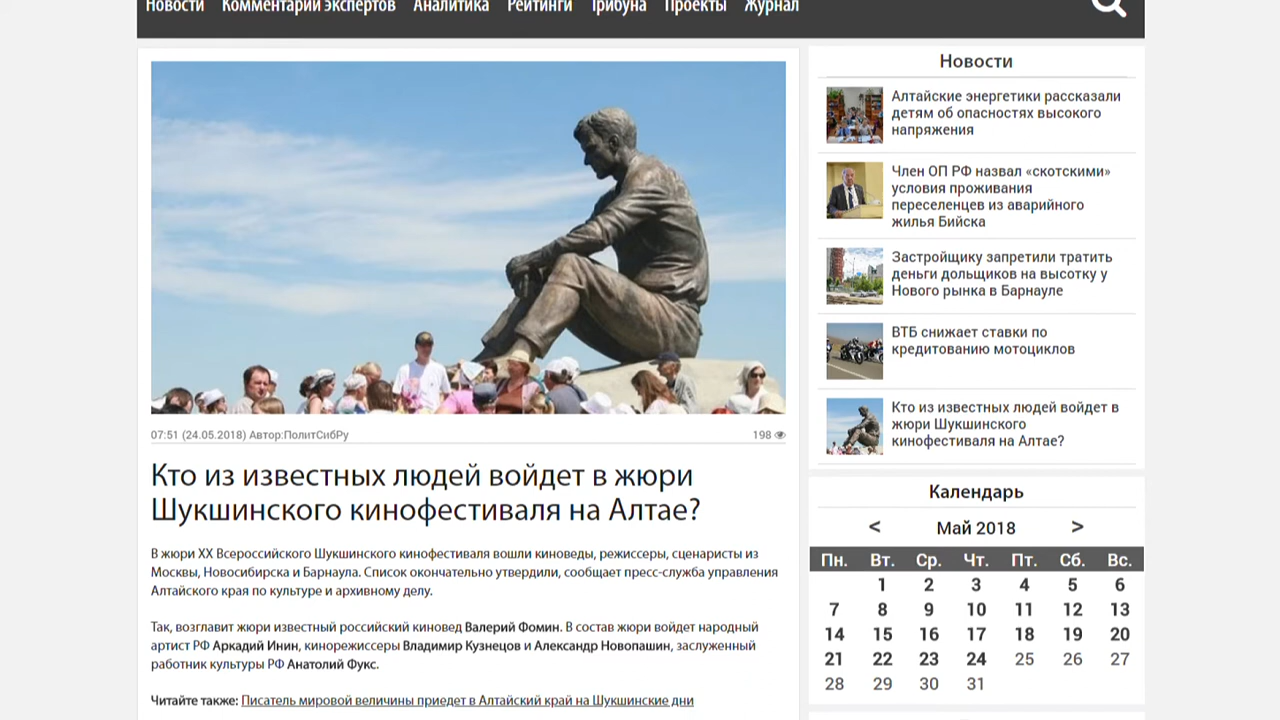 Новости Комментарии экспертов Аналитика Рейтинги Трибуна Проекты Журнал
07:51 (24.05.2018) Автор:ПолитСибРу 198
Кто из известных людей войдет в жюри
Шукшинского кинофестиваля на Алтае?
В жюри XX Всероссийского Шукшинского кинофестиваля вошли киноведы, режиссеры, сценаристы из
Москвы, Новосибирска и Барнаула. Список окончательно утвердили, сообщает пресс-служба управления
Алтайского края по культуре и архивному делу.
Так, возглавит жюри известный российский киновед Валерий Фомин. В состав жюри войдет народный
артист РФ Аркадий Инин, кинорежиссеры Владимир Кузнецов и Александр Новопашин, заслуженный
работник культуры РФ Анатолий Фукс.
Читайте также: Писатель мировой величины приедет в Алтайский край на Шукшинские дни
Новости
Алтайские энергетики рассказали
детям об опасностях высокого
напряжения
Член ОП РФ назвал «скотскими»
условия проживания
переселенцев из аварийного
жилья Бийска
Застройщику запретили тратить
деньги дольщиков на высотку у
Нового рынка в Барнауле
ВТБ снижает ставки по
кредитованию мотоциклов
Кто из известных людей войдет в
жюри Шукшинского
кинофестиваля на Алтае?
Календарь
< Май 2018 >
Пн. Вт. Ср. Чт. Пт. Сб. Вс.
1 2 3 4 5 6
7 8 9 10 11 12 13
14 15 16 17 18 19 20
21 22 23 24 25 26 27
28 29 30 31